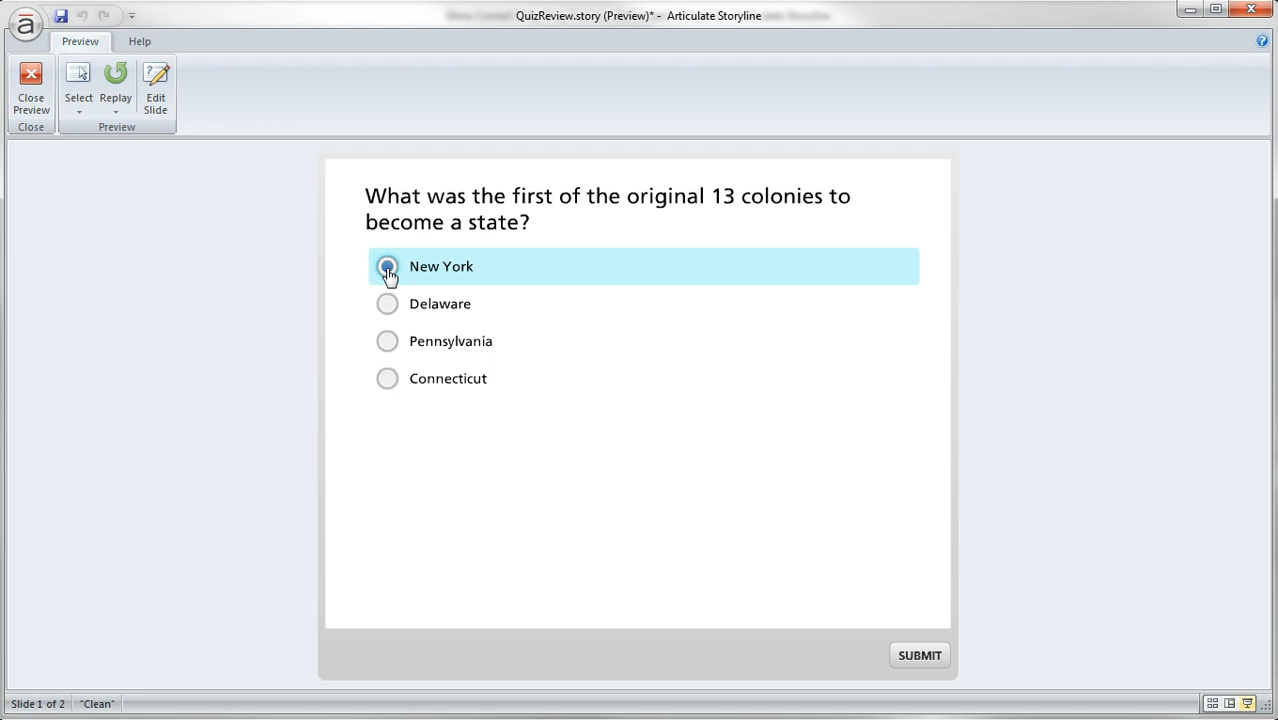 QuizReview.story (Preview)* - Articulate Storyline
Preview Help
Close Preview
Select
Replay
Edit Slide
Close
Preview
What was the first of the original 13 colonies to
become a state?
New York
Delaware
Pennsylvania
Connecticut
SUBMIT
Slide 1 of 2 "Clean"